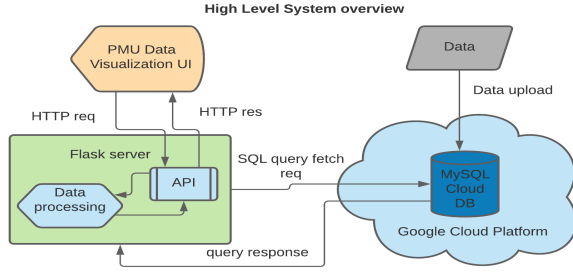 High Level System overview
PMU Data
Visualization UI
Data
HTTP req
HTTP res
Data upload
Flask server
API
Data
processing
SQL query fetch
req
MySQL
Cloud
DB
Google Cloud Platform
query response